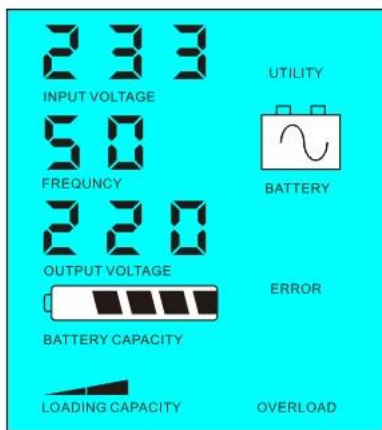 233
UTILITY
INPUT VOLTAGE
50
FREQUNCY
BATTERY
220
OUTPUT VOLTAGE
ERROR
BATTERY CAPACITY
LOADING CAPACITY
OVERLOAD